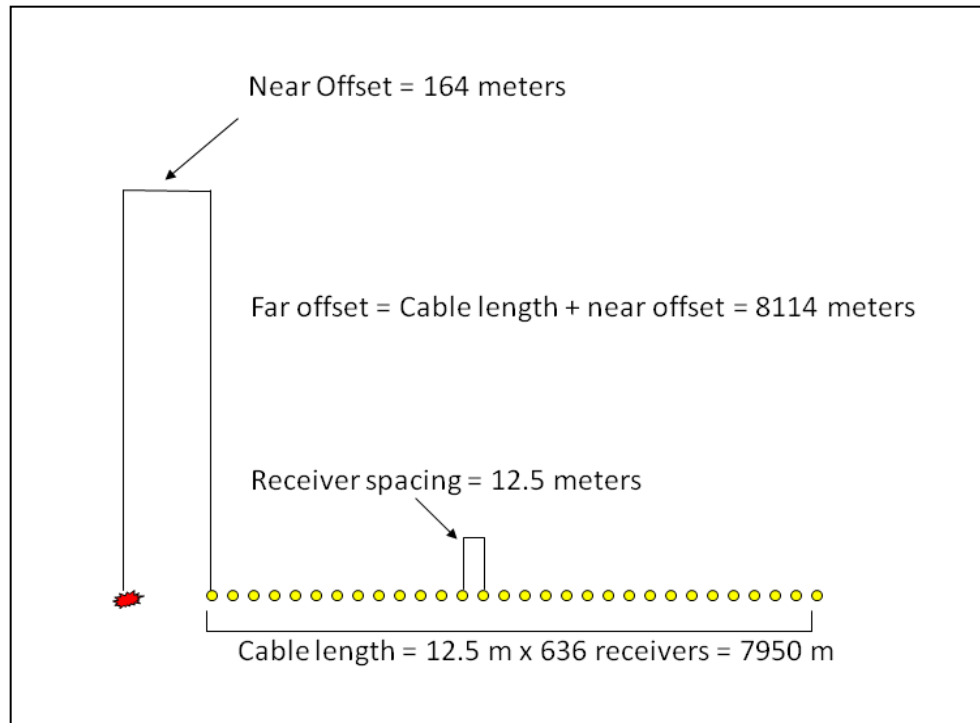 Near Offset = 164 meters
Far offset = Cable length + near offset = 8114 meters
Receiver spacing = 12.5 meters
Cable length = 12.5 m x 636 receivers = 7950 m